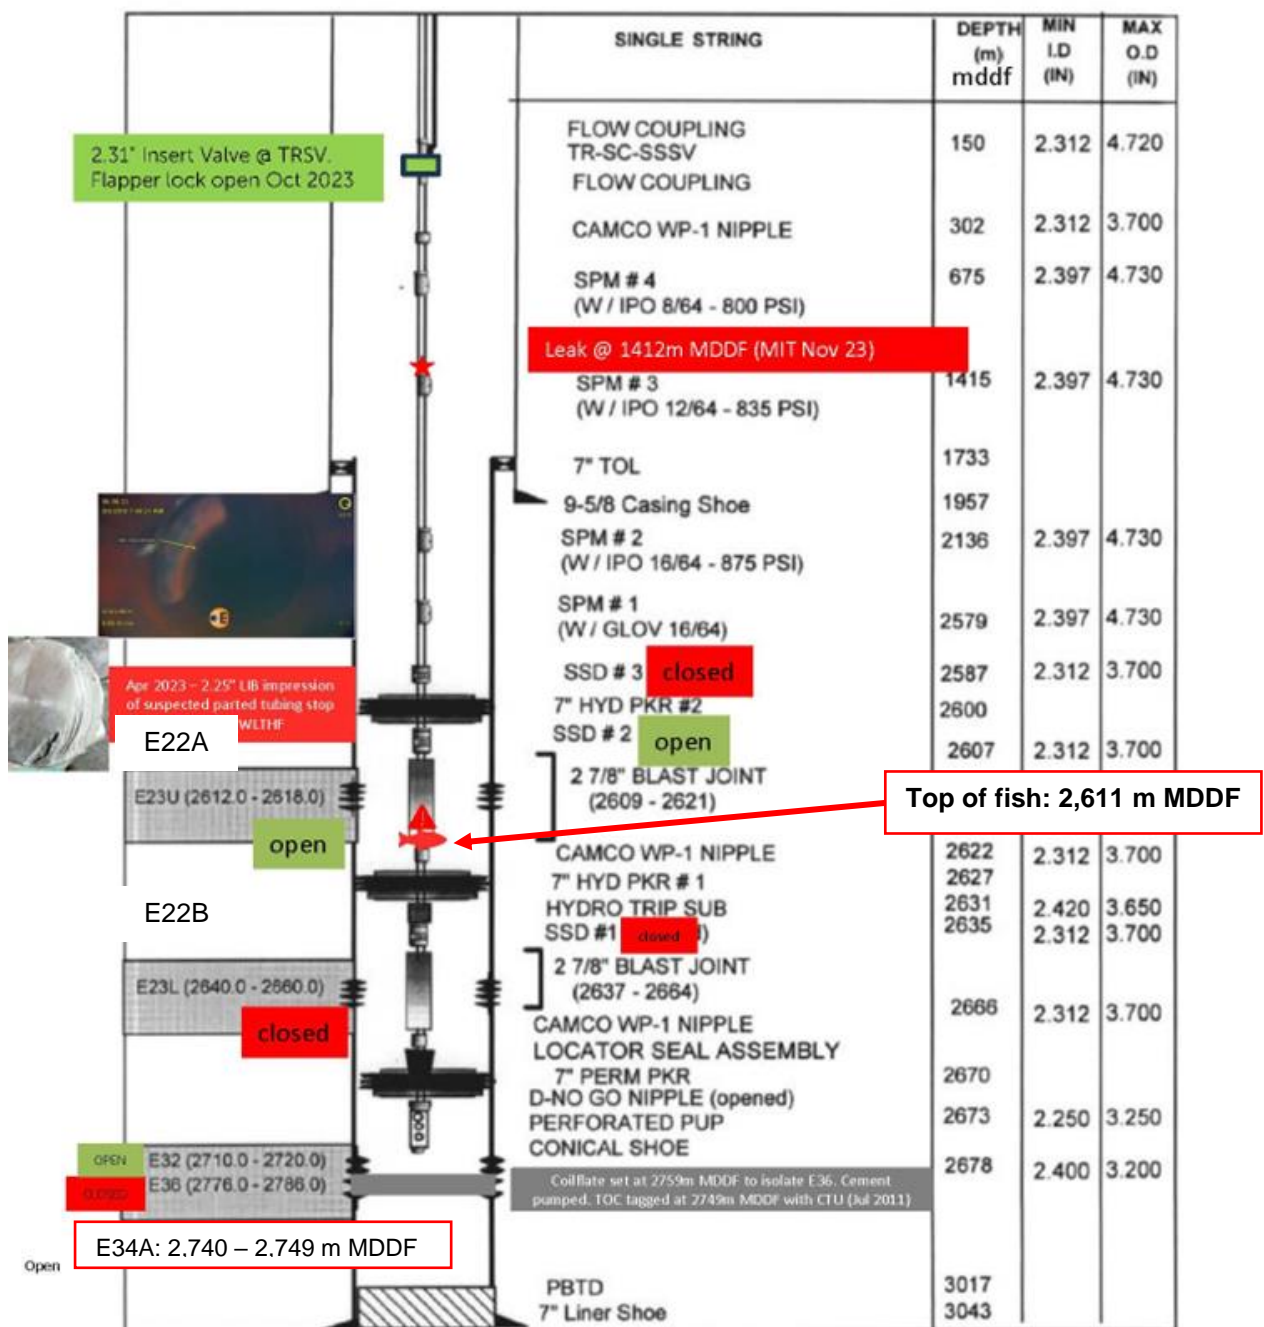 SINGLE STRING
DEPTH
(m)
mddf
MIN
I.D
(IN)
MAX
O.D
(IN)
2.31" Insert Valve @ TRSV.
Flapper lock open Oct 2023
FLOW COUPLING
TR-SC-SSSV 150 2.312 4.720
FLOW COUPLING
CAMCO WP-1 NIPPLE 302 2.312 3.700
SPM # 4 675 2.397 4.730
(W / IPO 8/64 - 800 PSI)
Leak @ 1412m MDDF (MIT Nov 23)
SPM # 3 1415 2.397 4.730
(W / IPO 12/64 - 835 PSI)
7" TOL 1733
9-5/8 Casing Shoe 1957
SPM # 2 2136 2.397 4.730
(W / IPO 16/64 - 875 PSI)
SPM # 1 2579 2.397 4.730
(W / GLOV 16/64)
SSD # 3 closed 2587 2.312 3.700
Apr 2023 – 2.25" LIB impression
of suspected parted tubing stop
WLTHF
7" HYD PKR #2 2600
E22A
SSD # 2 open 2607 2.312 3.700
2 7/8" BLAST JOINT
(2609 - 2621)
E23U (2612.0 - 2618.0)
Top of fish: 2,611 m MDDF
open
CAMCO WP-1 NIPPLE 2622 2.312 3.700
7" HYD PKR # 1 2627
E22B
HYDRO TRIP SUB 2631 2.420 3.650
SSD #1 closed ) 2635 2.312 3.700
2 7/8" BLAST JOINT
(2637 - 2664)
E23L (2640.0 - 2660.0)
closed
CAMCO WP-1 NIPPLE 2666 2.312 3.700
LOCATOR SEAL ASSEMBLY
7" PERM PKR 2670
D-NO GO NIPPLE (opened)
PERFORATED PUP 2673 2.250 3.250
CONICAL SHOE 2678 2.400 3.200
OPEN E32 (2710.0 - 2720.0)
E36 (2776.0 - 2786.0)
Coilflate set at 2759m MDDF to isolate E36. Cement
pumped. TOC tagged at 2749m MDDF with CTU (Jul 2011)
E34A: 2,740 – 2,749 m MDDF
Open
PBTD 3017
7" Liner Shoe 3043